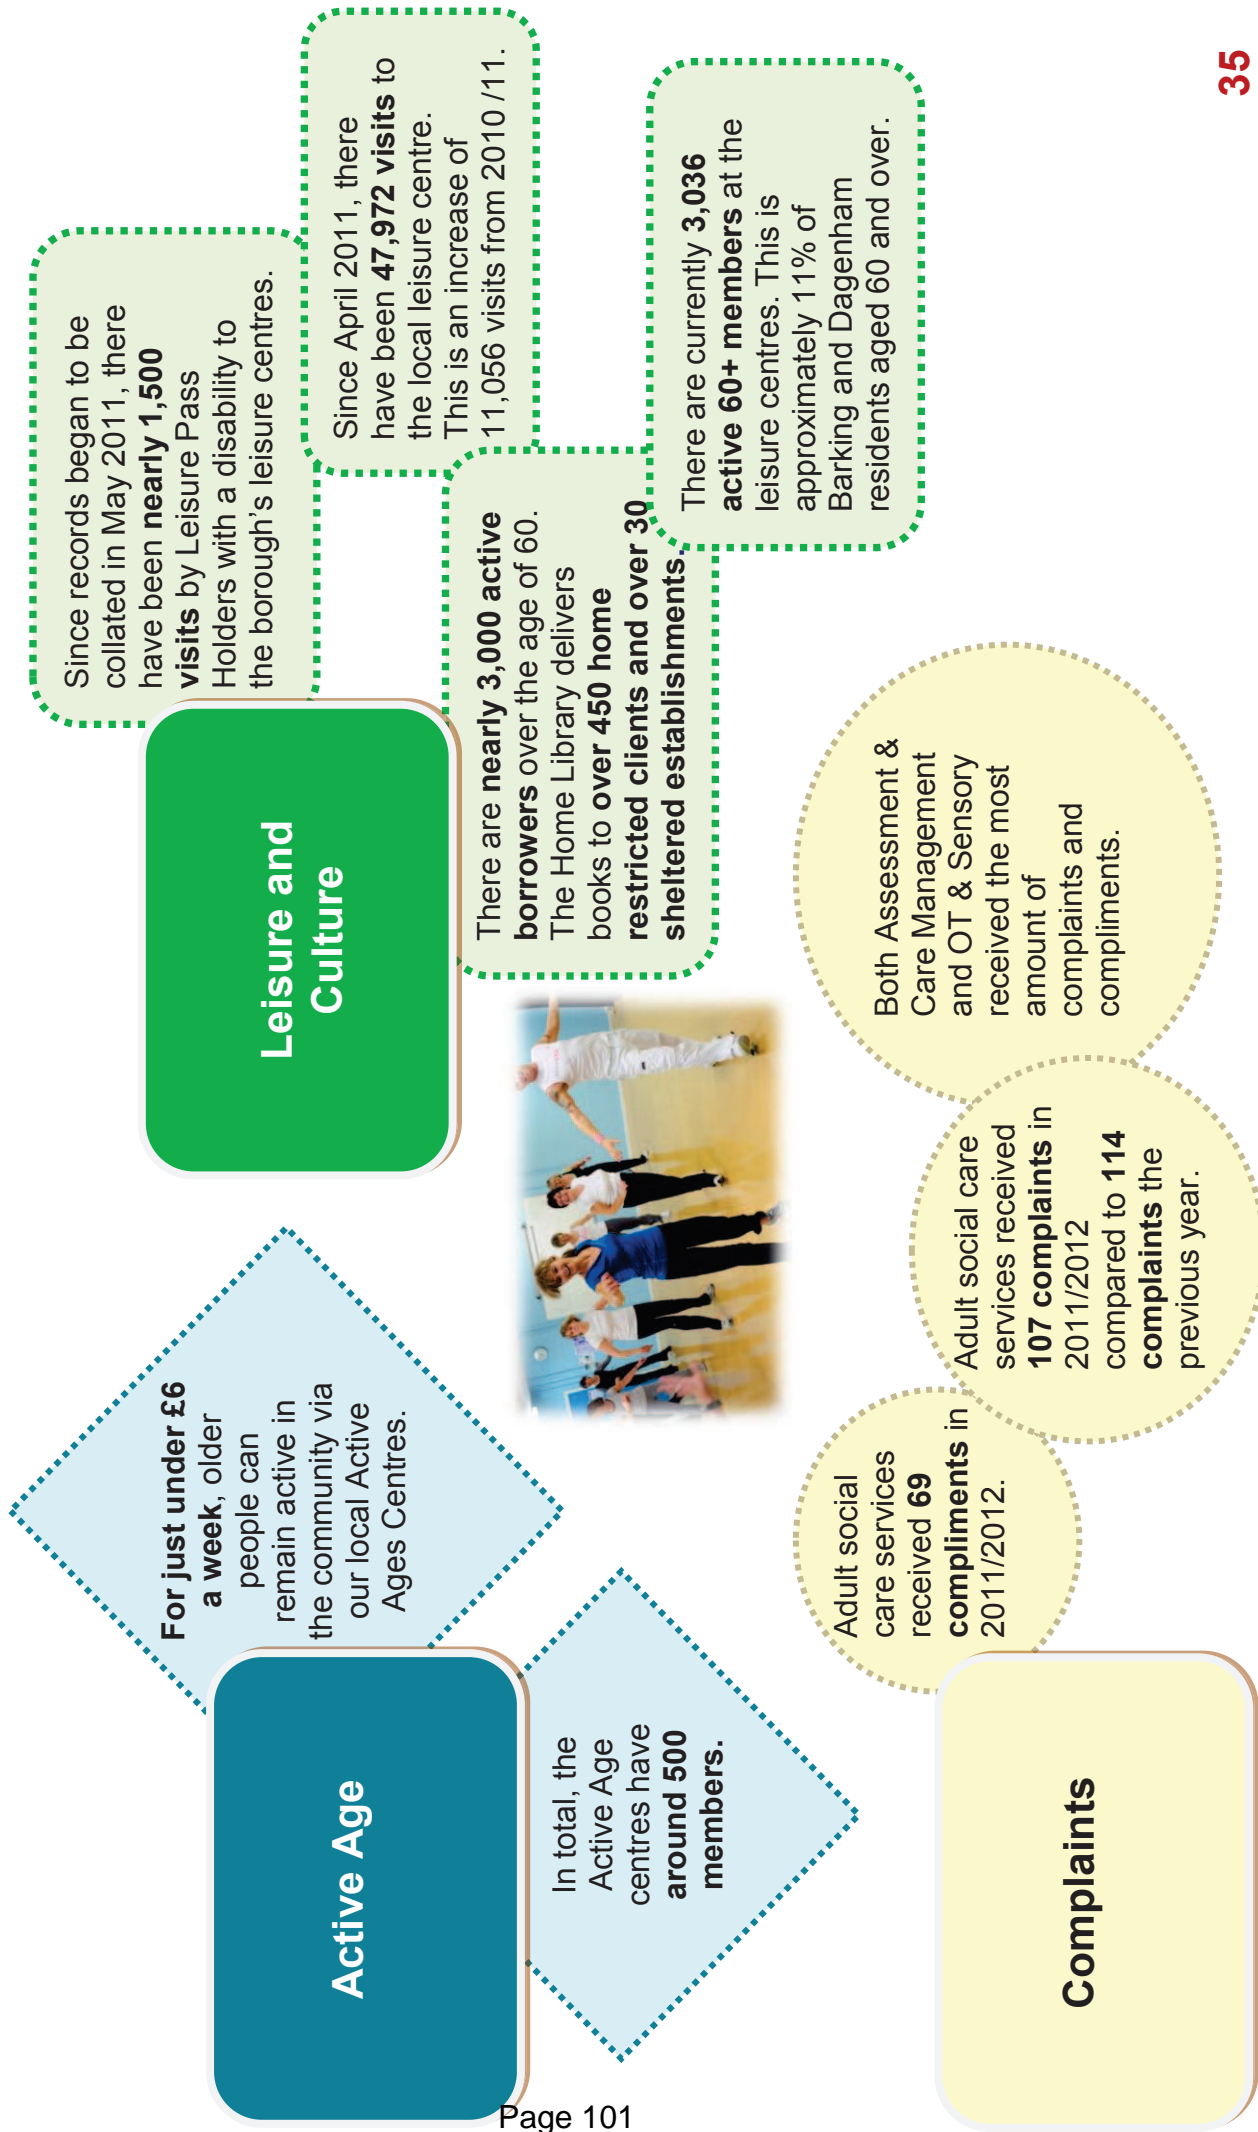 Active Age
For just under £6
a week, older
people can
remain active in
the community via
our local Active
Ages Centres.
In total, the
Active Age
centres have
around 500
members.
Leisure and
Culture
Since records began to be
collated in May 2011, there
have been nearly 1,500
visits by Leisure Pass
Holders with a disability to
the borough's leisure centres.
Since April 2011, there
have been 47,972 visits to
the local leisure centre.
This is an increase of
11,056 visits from 2010 /11.
There are nearly 3,000 active
borrowers over the age of 60.
The Home Library delivers
books to over 450 home
restricted clients and over 30
sheltered establishments.
There are currently 3,036
active 60+ members at the
leisure centres. This is
approximately 11% of
Barking and Dagenham
residents aged 60 and over.
Complaints
Adult social
care services
received 69
compliments in
2011/2012.
Adult social care
services received
107 complaints in
2011/2012
compared to 114
complaints the
previous year.
Both Assessment &
Care Management
and OT & Sensory
received the most
amount of
complaints and
compliments.
35
Page 101